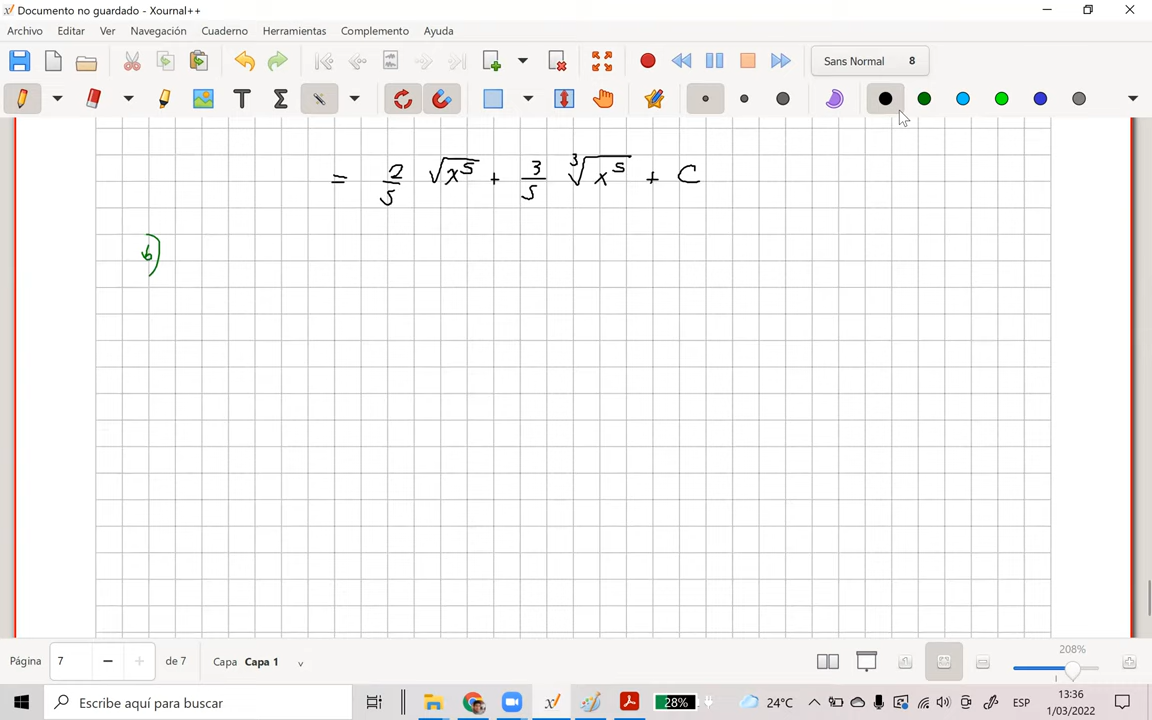 Documento no guardado - Xournal++
Archivo Editar Ver Navegación Cuaderno Herramientas Complemento Ayuda
Sans Normal 8
= 2/5 √x^5 + 3/5 ∛x^5 + C
6)
Página 7 de 7 Capa Capa 1 208%
Escribe aquí para buscar 28% 24°C ESP 13:36
1/03/2022